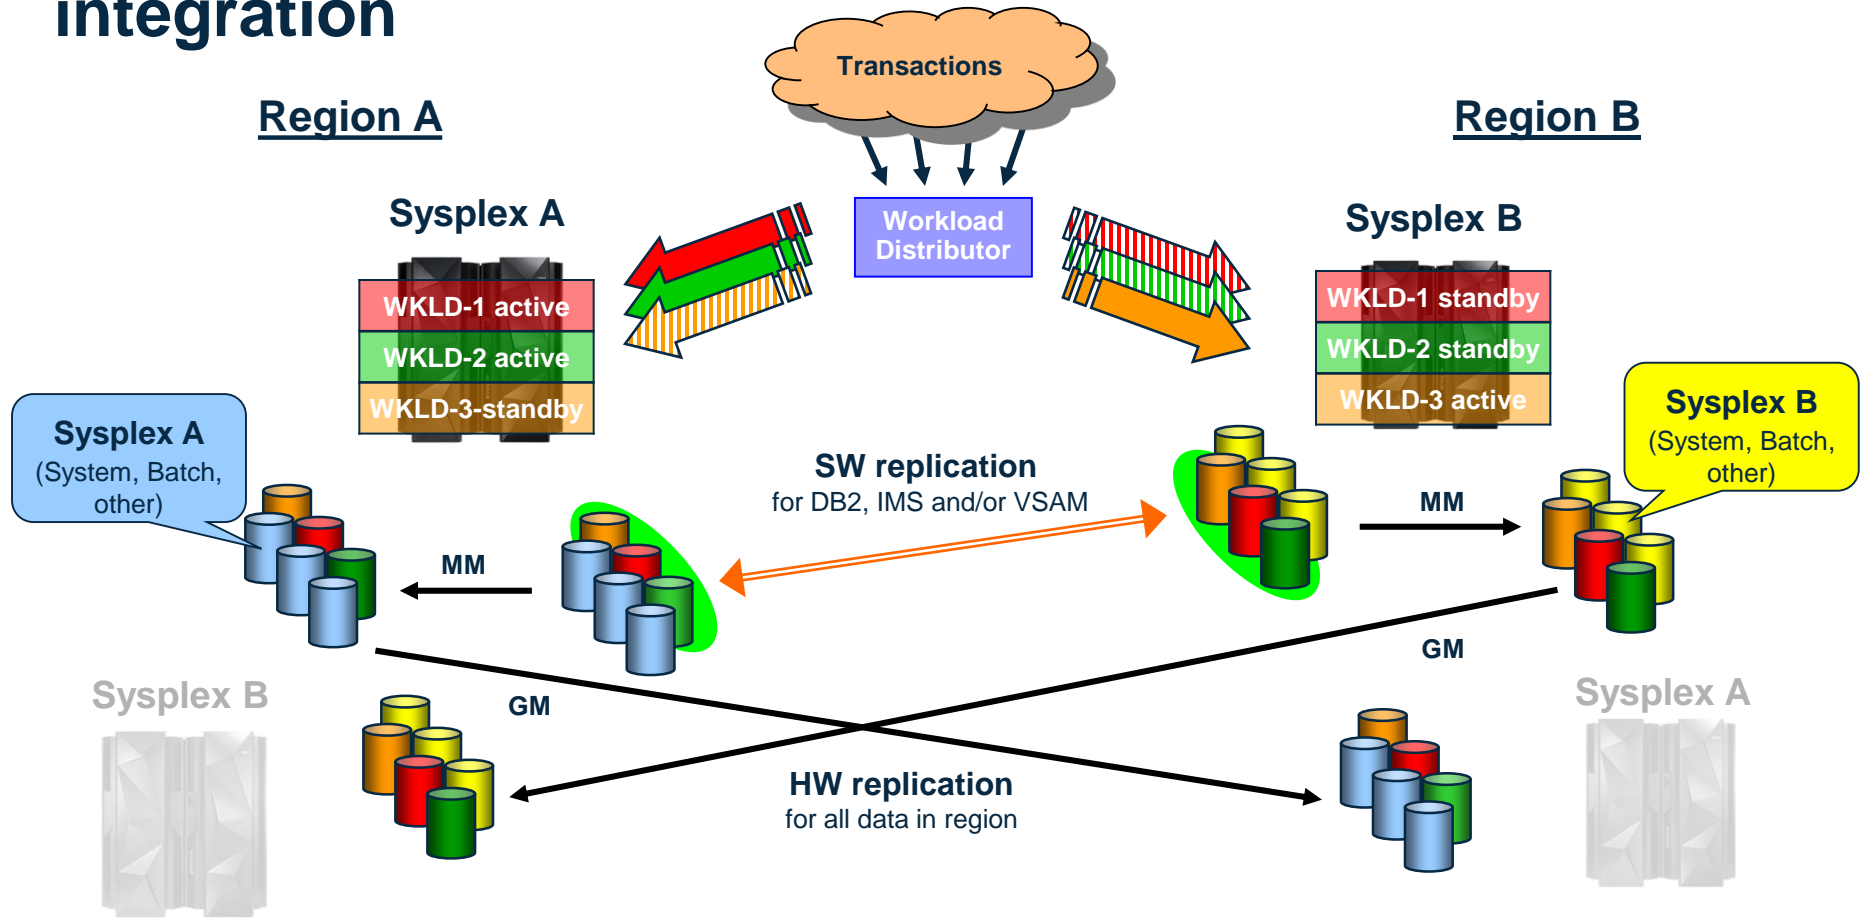 integration
Transactions
Region A
Region B
Workload
Distributor
Sysplex A
Sysplex B
WKLD-1 active
WKLD-2 active
WKLD-3-standby
WKLD-1 standby
WKLD-2 standby
WKLD-3 active
Sysplex A
(System, Batch,
other)
Sysplex B
(System, Batch,
other)
SW replication
for DB2, IMS and/or VSAM
MM
MM
GM
GM
Sysplex B
Sysplex A
HW replication
for all data in region